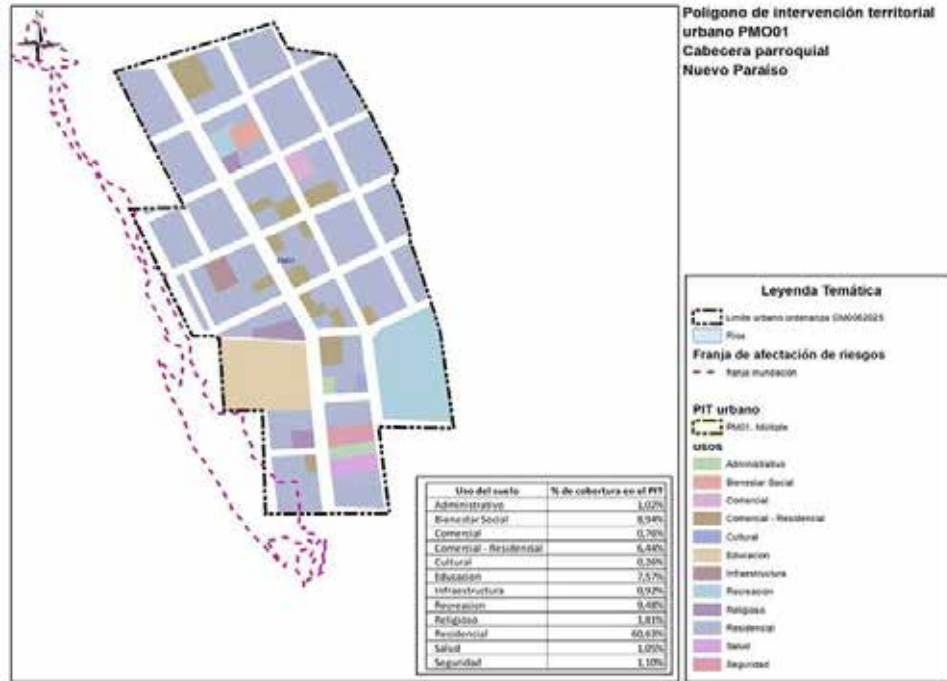 Polígono de intervención territorial
urbano PMO01
Cabecera parroquial
Nuevo Paraíso
N
Leyenda Temática
Limite urbano ordenanza
Rios
Franja de afectación de riesgos
franja inundación
PIT urbano
PM01, Múltiple
USOS
Administrativo
Bienestar Social
Comercial
Comercial - Residencial
Cultural
Educacion
Infraestructura
Recreacion
Religioso
Residencial
Salud
Seguridad
Uso del suelo % de cobertura en el PIT
Administrativo 1,02%
Bienestar Social 8,94%
Comercial 0,76%
Comercial - Residencial 6,44%
Cultural 0,26%
Educacion 7,57%
Infraestructura 0,92%
Recreacion 9,48%
Religioso 1,81%
Residencial 60,63%
Salud 1,05%
Seguridad 1,10%